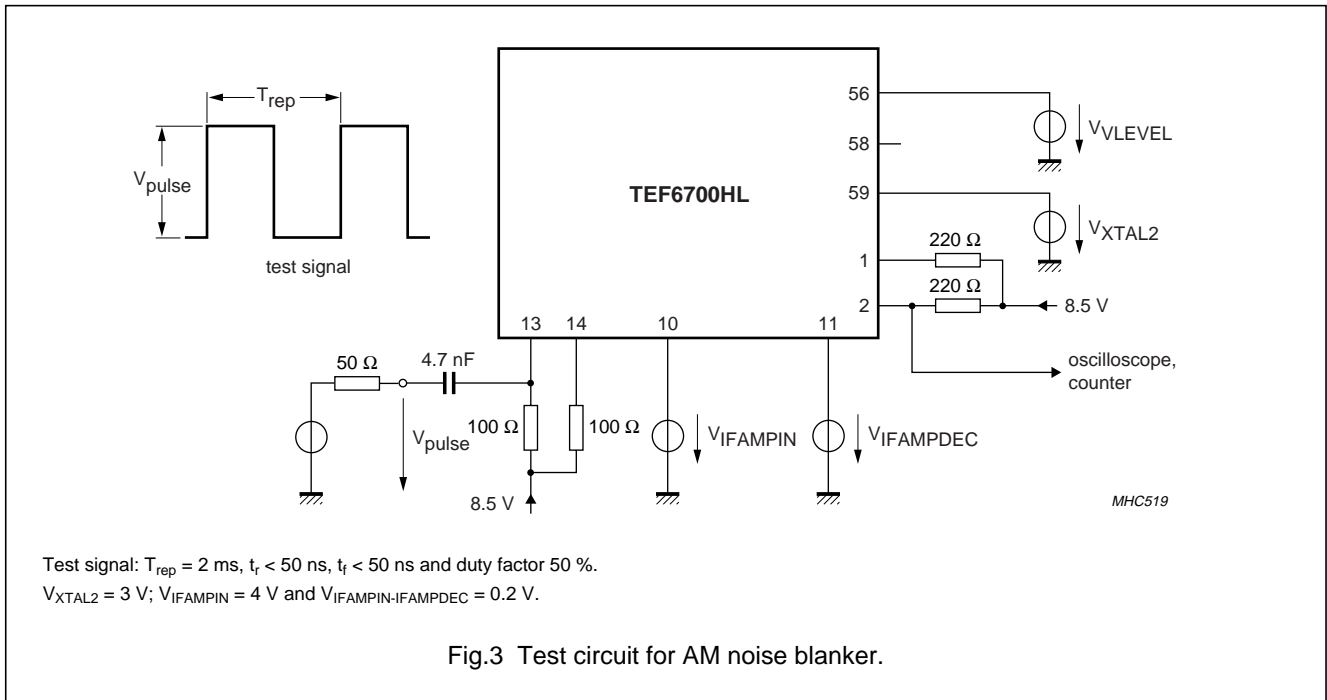 T_rep
V_pulse
test signal
TEF6700HL
56
V_VLEVEL
58
59
V_XTAL2
220 Ω
1
220 Ω
2
8.5 V
13
14
10
11
oscilloscope,
counter
50 Ω
4.7 nF
V_pulse
100 Ω
100 Ω
V_IFAMPIN
V_IFAMPDEC
8.5 V
MHC519
Test signal: T_rep = 2 ms, t_r < 50 ns, t_f < 50 ns and duty factor 50 %.
V_XTAL2 = 3 V; V_IFAMPIN = 4 V and V_IFAMPIN-IFAMPDEC = 0.2 V.
Fig.3 Test circuit for AM noise blanker.